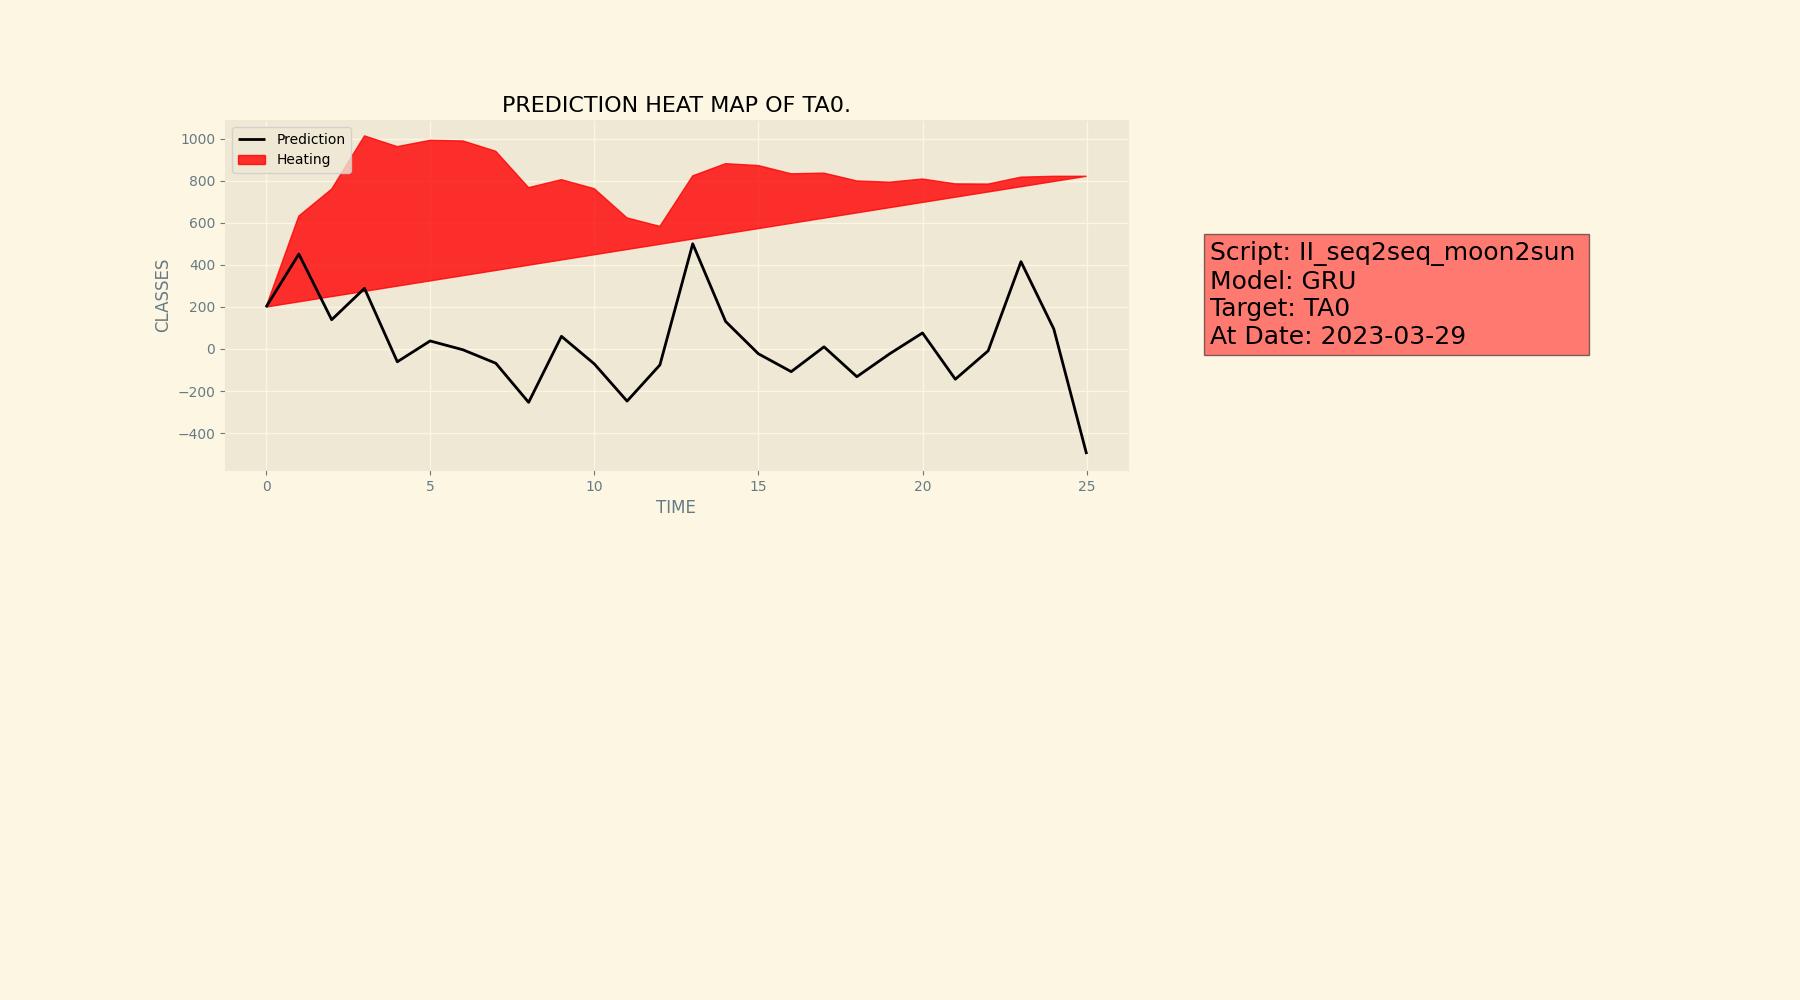 PREDICTION HEAT MAP OF TA0.
Prediction
Heating
CLASSES
1000
800
600
400
200
0
−200
−400
0 5 10 15 20 25
TIME
Script: II_seq2seq_moon2sun
Model: GRU
Target: TA0
At Date: 2023-03-29